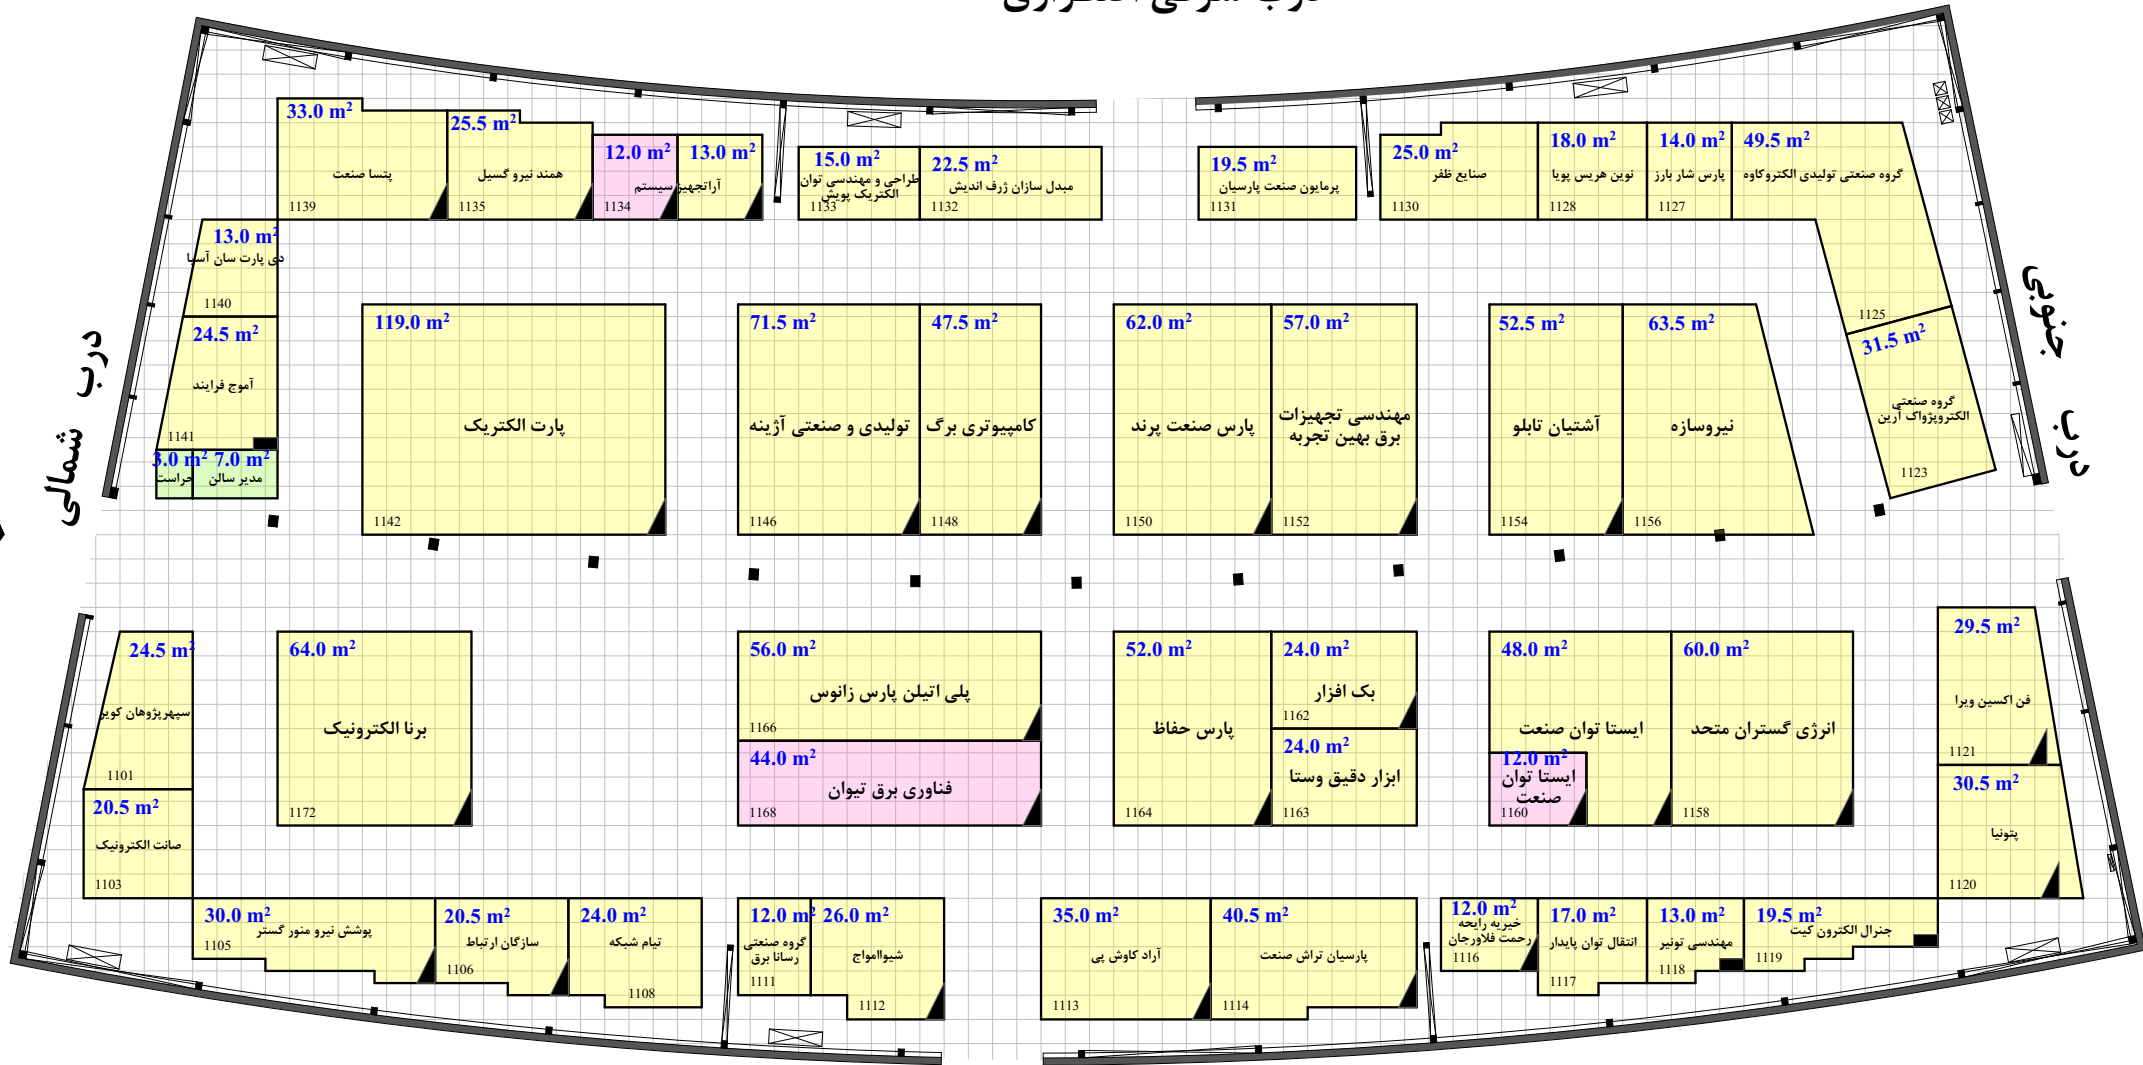 33.0 m²
پتسا صنعت
1139
25.5 m²
همند نیرو گسیل
1135
12.0 m²
13.0 m²
آراتجهیز سیستم
1134
15.0 m²
طراحی و مهندسی توان
الکتریک پویش
1133
22.5 m²
مبدل سازان ژرف اندیش
1132
19.5 m²
پرمایون صنعت پارسیان
1131
25.0 m²
صنایع ظفر
1130
18.0 m²
نوین هریس پویا
1128
14.0 m²
پارس شار بارز
1127
49.5 m²
گروه صنعتی تولیدی الکتروکاوه
1125
13.0 m²
دی پارت سان آسیا
1140
24.5 m²
آموج فرایند
1141
3.0 m²
حراست
7.0 m²
مدیر سالن
درب شمالی
119.0 m²
پارت الکتریک
1142
71.5 m²
تولیدی و صنعتی آژینه
1146
47.5 m²
کامپیوتری برگ
1148
62.0 m²
پارس صنعت پرند
1150
57.0 m²
مهندسی تجهیزات
برق بهین تجربه
1152
52.5 m²
آشتیان تابلو
1154
63.5 m²
نیروسازه
1156
31.5 m²
گروه صنعتی
الکتروپژواک آرین
1123
درب جنوبی
24.5 m²
سپهرپژوهان کویر
1101
20.5 m²
صانت الکترونیک
1103
64.0 m²
برنا الکترونیک
1172
56.0 m²
پلی اتیلن پارس زانوس
1166
44.0 m²
فناوری برق تیوان
1168
52.0 m²
پارس حفاظ
1164
24.0 m²
بک افزار
1162
24.0 m²
ابزار دقیق وستا
1163
48.0 m²
ایستا توان صنعت
12.0 m²
ایستا توان
صنعت
1160
60.0 m²
انرژی گستران متحد
1158
29.5 m²
فن اکسین ویرا
1121
30.5 m²
پتونیا
1120
30.0 m²
پوشش نیرو منور گستر
1105
20.5 m²
سازگان ارتباط
1106
24.0 m²
تیام شبکه
1108
12.0 m²
گروه صنعتی
رسانا برق
1111
26.0 m²
شیواامواج
1112
35.0 m²
آراد کاوش پی
1113
40.5 m²
پارسیان تراش صنعت
1114
12.0 m²
خیریه رایحه
رحمت فلاورجان
1116
17.0 m²
انتقال توان پایدار
1117
13.0 m²
مهندسی تونیر
1118
19.5 m²
جنرال الکترون کیت
1119